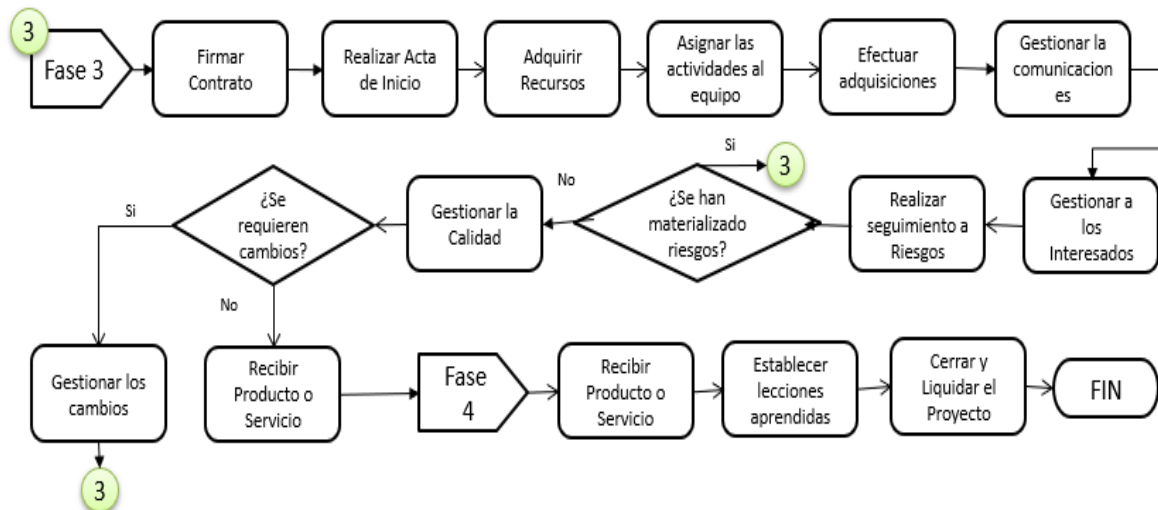 3
Fase 3
Firmar
Contrato
Realizar Acta
de Inicio
Adquirir
Recursos
Asignar las
actividades al
equipo
Efectuar
adquisiciones
Gestionar la
comunicacion
es
Gestionar a
los
Interesados
Realizar
seguimiento a
Riesgos
¿Se han
materializado
riesgos?
Si
3
No
Gestionar la
Calidad
¿Se
requieren
cambios?
Si
No
Gestionar los
cambios
3
Recibir
Producto o
Servicio
Fase
4
Recibir
Producto o
Servicio
Establecer
lecciones
aprendidas
Cerrar y
Liquidar el
Proyecto
FIN